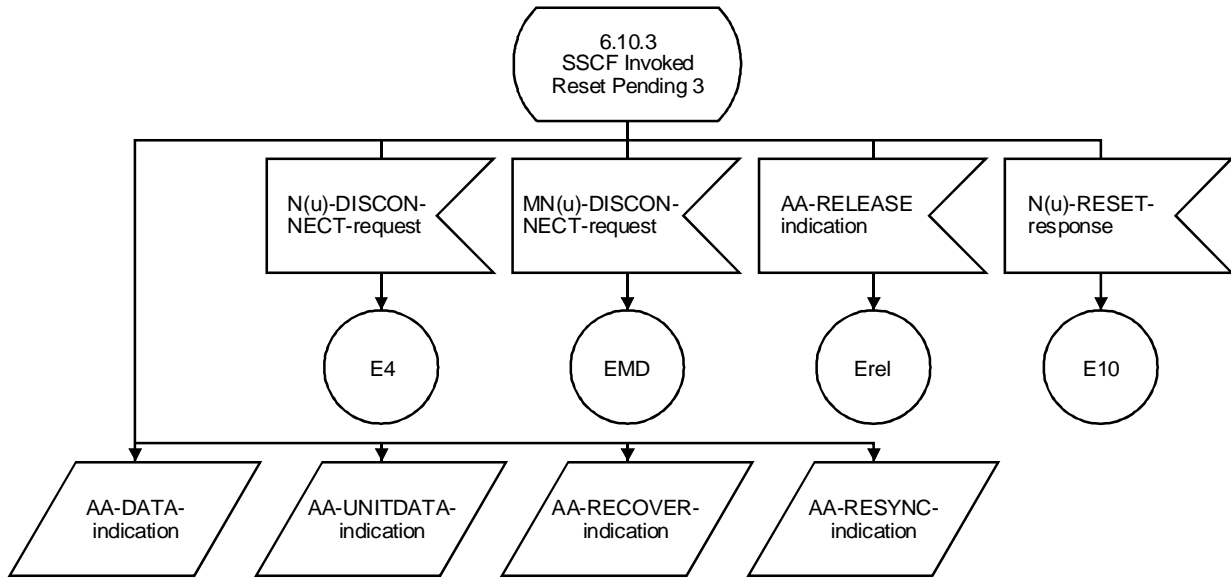 6.10.3
SSCF Invoked
Reset Pending 3
N(u)-DISCON-
NECT-request
MN(u)-DISCON-
NECT-request
AA-RELEASE
indication
N(u)-RESET-
response
E4
EMD
Erel
E10
AA-DATA-
indication
AA-UNITDATA-
indication
AA-RECOVER-
indication
AA-RESYNC-
indication